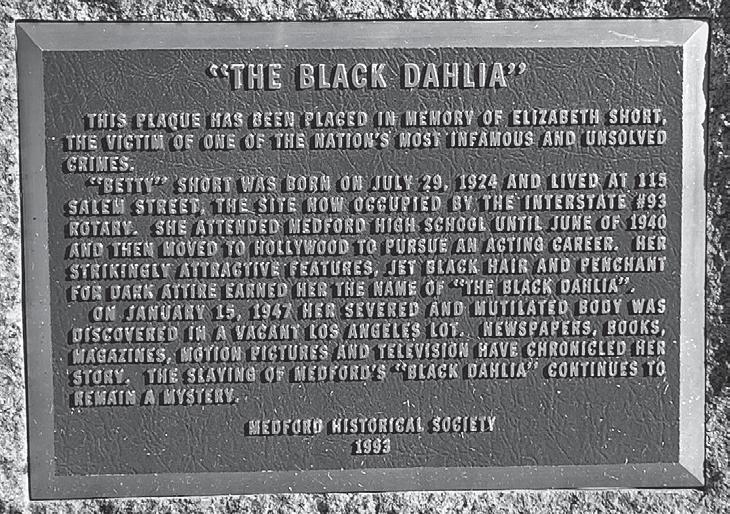 "THE BLACK DAHLIA"
THIS PLAQUE HAS BEEN PLACED IN MEMORY OF ELIZABETH SHORT,
THE VICTIM OF ONE OF THE NATION'S MOST INFAMOUS AND UNSOLVED
CRIMES.
"BETTY" SHORT WAS BORN ON JULY 29, 1924 AND LIVED AT 115
SALEM STREET, THE SITE NOW OCCUPIED BY THE INTERSTATE #93
ROTARY. SHE ATTENDED MEDFORD HIGH SCHOOL UNTIL JUNE OF 1940
AND THEN MOVED TO HOLLYWOOD TO PURSUE AN ACTING CAREER. HER
STRIKINGLY ATTRACTIVE FEATURES, JET BLACK HAIR AND PENCHANT
FOR DARK ATTIRE EARNED HER THE NAME OF "THE BLACK DAHLIA".
ON JANUARY 15, 1947 HER SEVERED AND MUTILATED BODY WAS
DISCOVERED IN A VACANT LOS ANGELES LOT. NEWSPAPERS, BOOKS,
MAGAZINES, MOTION PICTURES AND TELEVISION HAVE CHRONICLED HER
STORY. THE SLAYING OF MEDFORD'S "BLACK DAHLIA" CONTINUES TO
REMAIN A MYSTERY.
MEDFORD HISTORICAL SOCIETY
1993